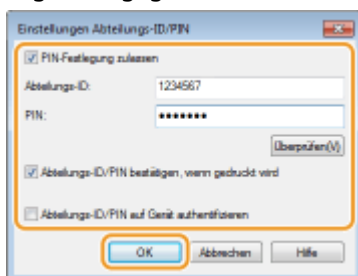 Einstellungen Abteilungs-ID/PIN
PIN-Festlegung zulassen
Abteilungs-ID:
1234567
PIN:
•••••••
Überprüfen(V)
Abteilungs-ID/PIN bestätigen, wenn gedruckt wird
Abteilungs-ID/PIN auf Gerät authentifizieren
OK
Abbrechen
Hilfe